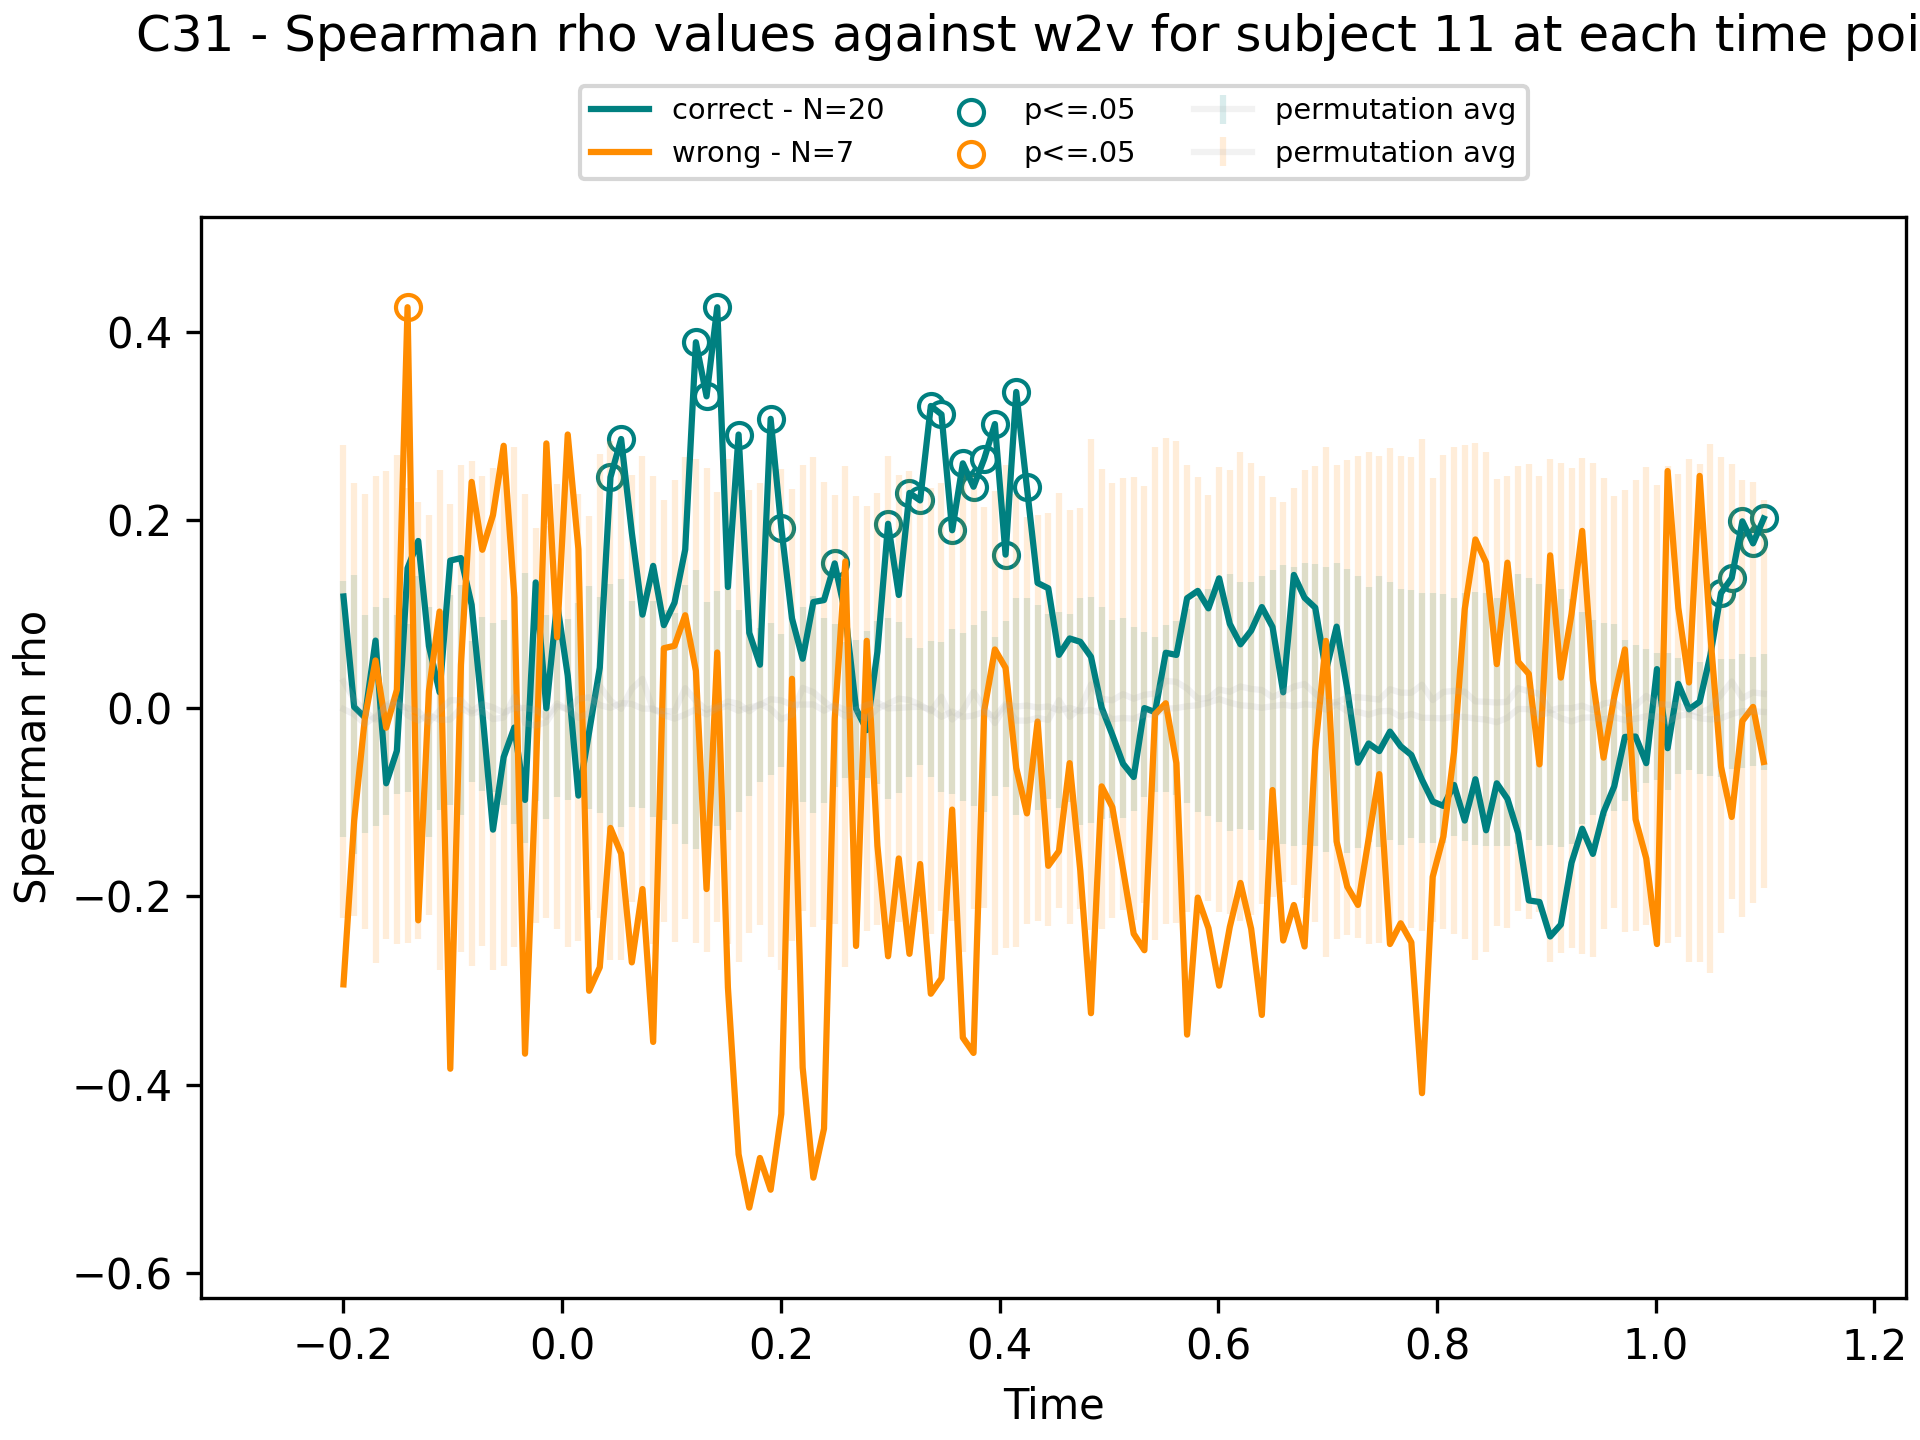 C31 - Spearman rho values against w2v for subject 11 at each time poi
correct - N=20
wrong - N=7
p<=.05
p<=.05
permutation avg
permutation avg
Spearman rho
0.4
0.2
0.0
−0.2
−0.4
−0.6
−0.2 0.0 0.2 0.4 0.6 0.8 1.0 1.2
Time